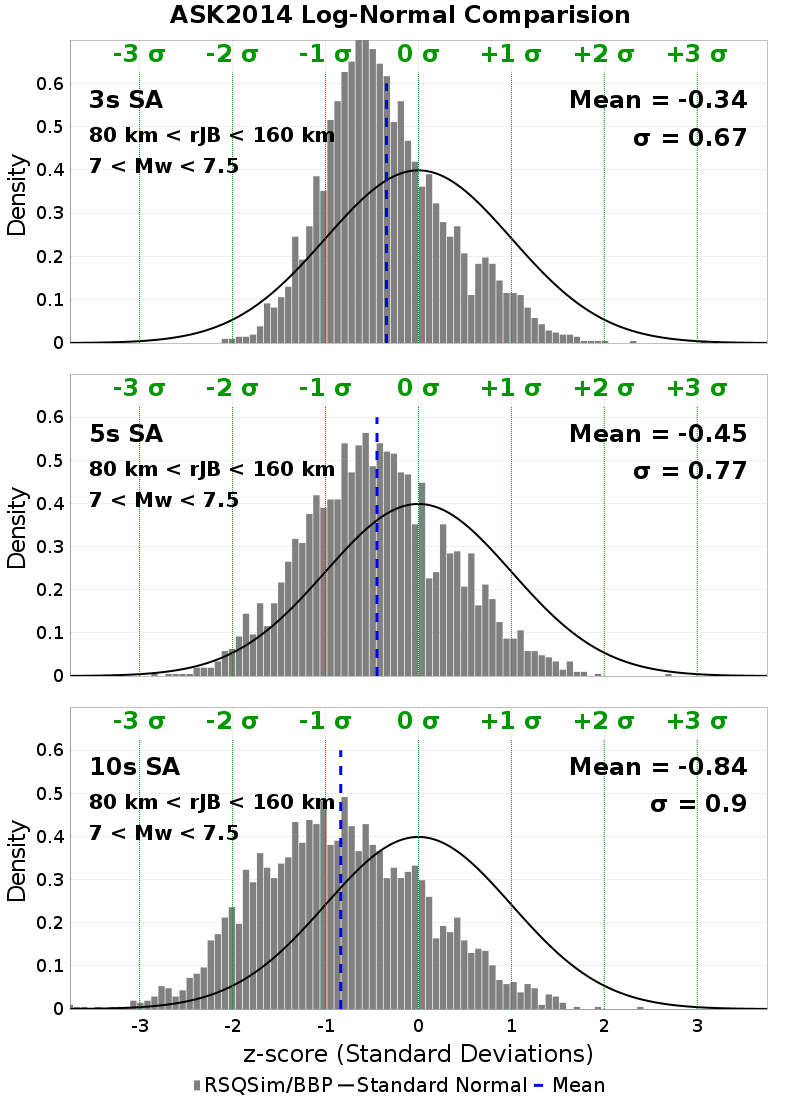 ASK2014 Log-Normal Comparision
-3 σ -2 σ -1 σ 0 σ +1 σ +2 σ +3 σ
3s SA
Mean = -0.34
80 km < rJB < 160 km
σ = 0.67
7 < Mw < 7.5
Density
0.6
0.5
0.4
0.3
0.2
0.1
0
-3 σ -2 σ -1 σ 0 σ +1 σ +2 σ +3 σ
5s SA
Mean = -0.45
80 km < rJB < 160 km
σ = 0.77
7 < Mw < 7.5
Density
0.6
0.5
0.4
0.3
0.2
0.1
0
-3 σ -2 σ -1 σ 0 σ +1 σ +2 σ +3 σ
10s SA
Mean = -0.84
80 km < rJB < 160 km
σ = 0.9
7 < Mw < 7.5
Density
0.6
0.5
0.4
0.3
0.2
0.1
0
-3 -2 -1 0 1 2 3
z-score (Standard Deviations)
RSQSim/BBP Standard Normal Mean